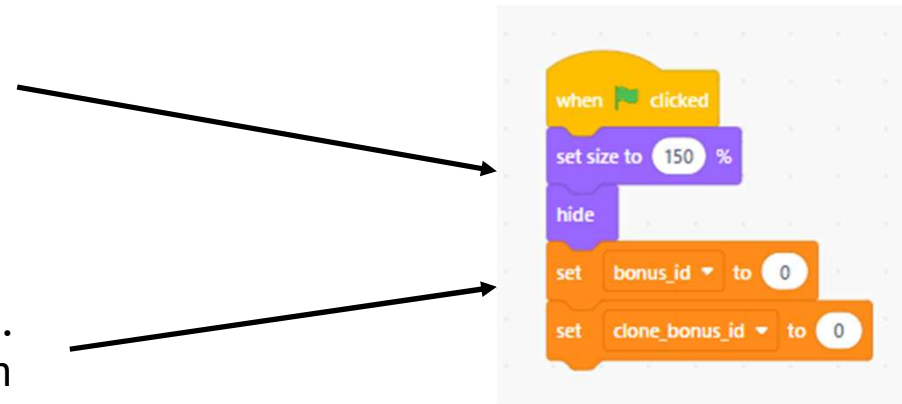 when clicked
set size to 150 %
hide
set bonus_id to 0
.
set clone_bonus_id to 0